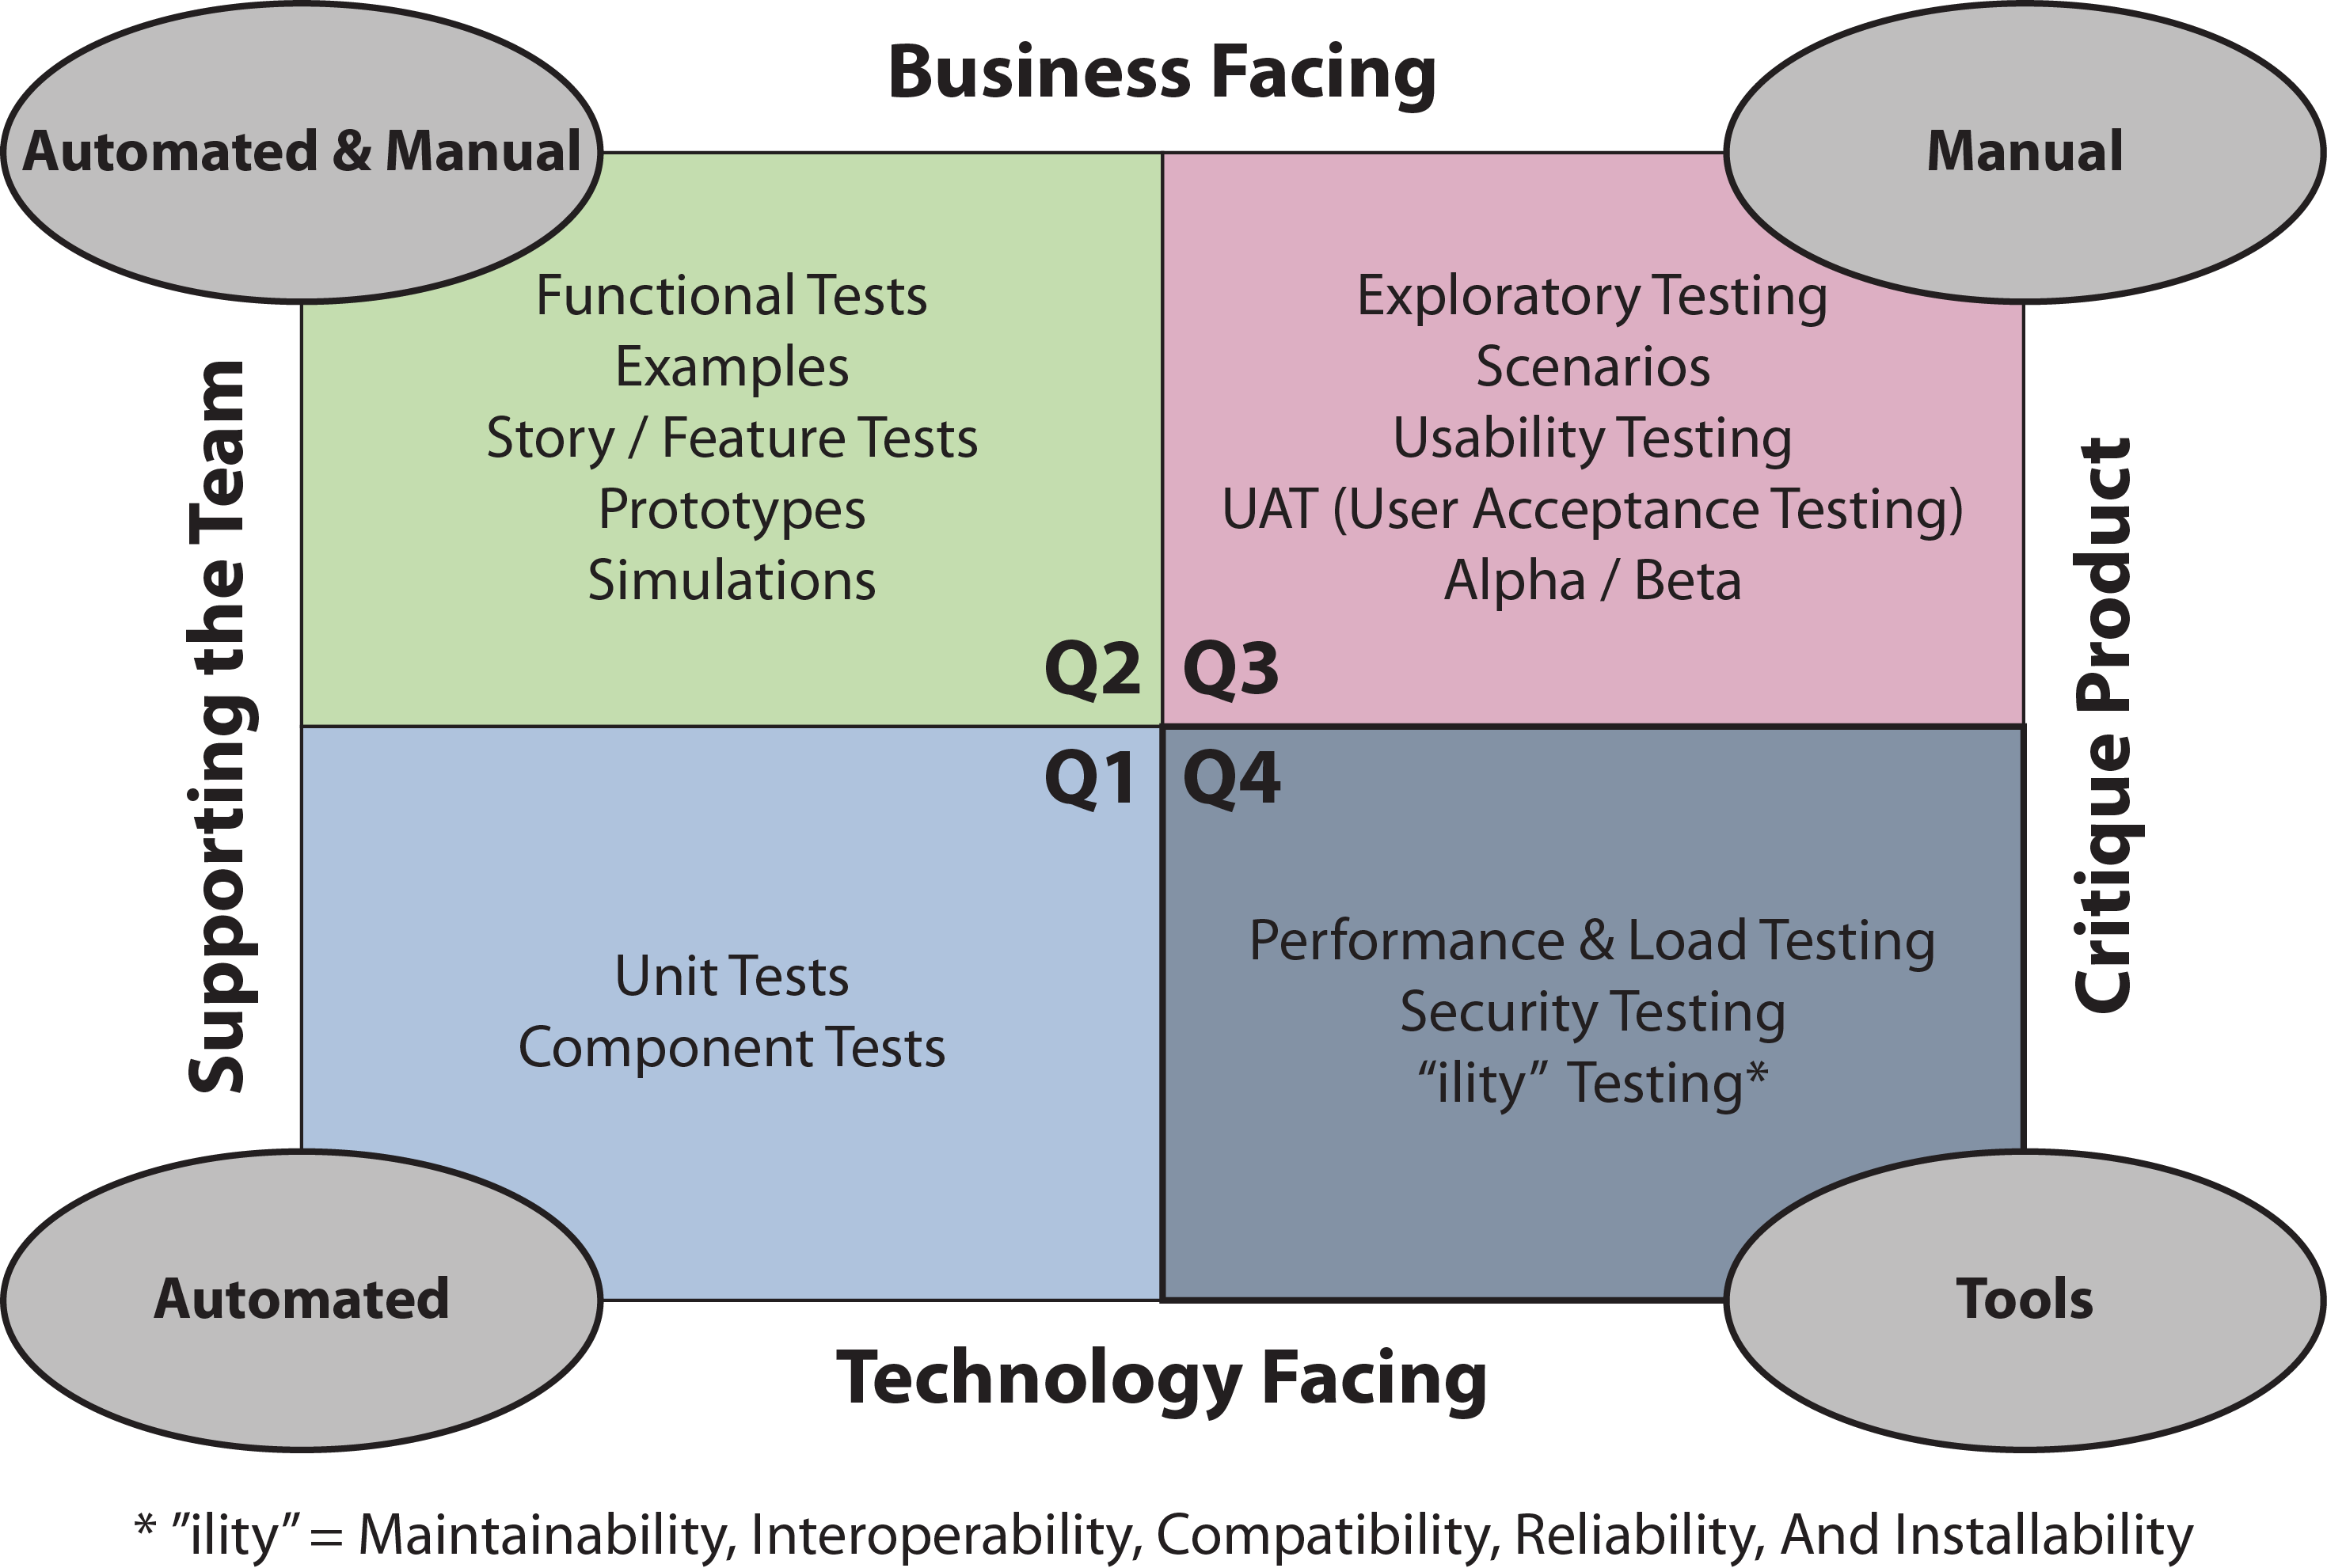 Business Facing
Automated & Manual
Manual
Supporting the Team
Functional Tests
Examples
Story / Feature Tests
Prototypes
Simulations
Q2
Exploratory Testing
Scenarios
Usability Testing
UAT (User Acceptance Testing)
Alpha / Beta
Q3
Critique Product
Q1
Unit Tests
Component Tests
Q4
Performance & Load Testing
Security Testing
“ility” Testing*
Automated
Tools
Technology Facing
* ”ility” = Maintainability, Interoperability, Compatibility, Reliability, And Installability